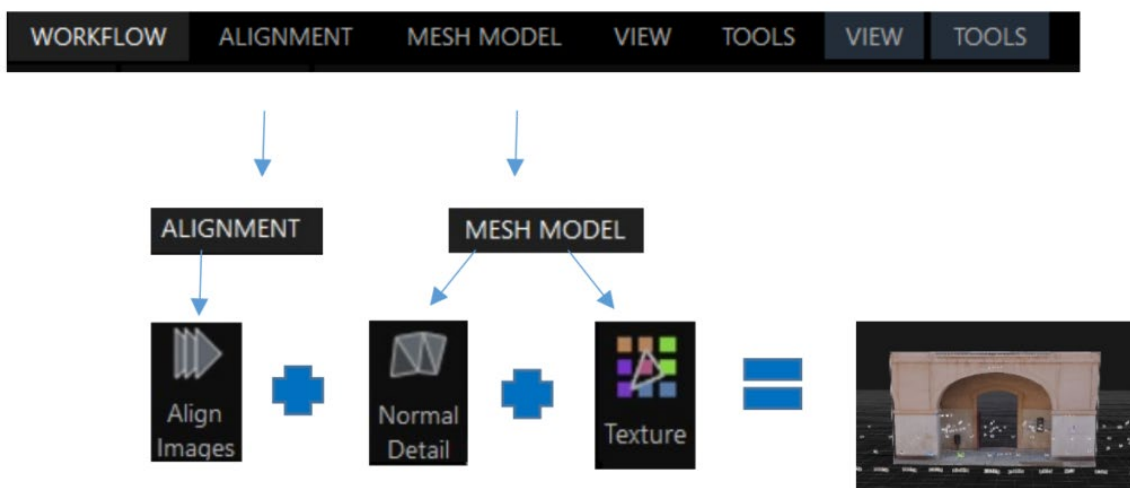 WORKFLOW ALIGNMENT MESH MODEL VIEW TOOLS VIEW TOOLS
ALIGNMENT MESH MODEL
Align
Images
Normal
Detail
Texture